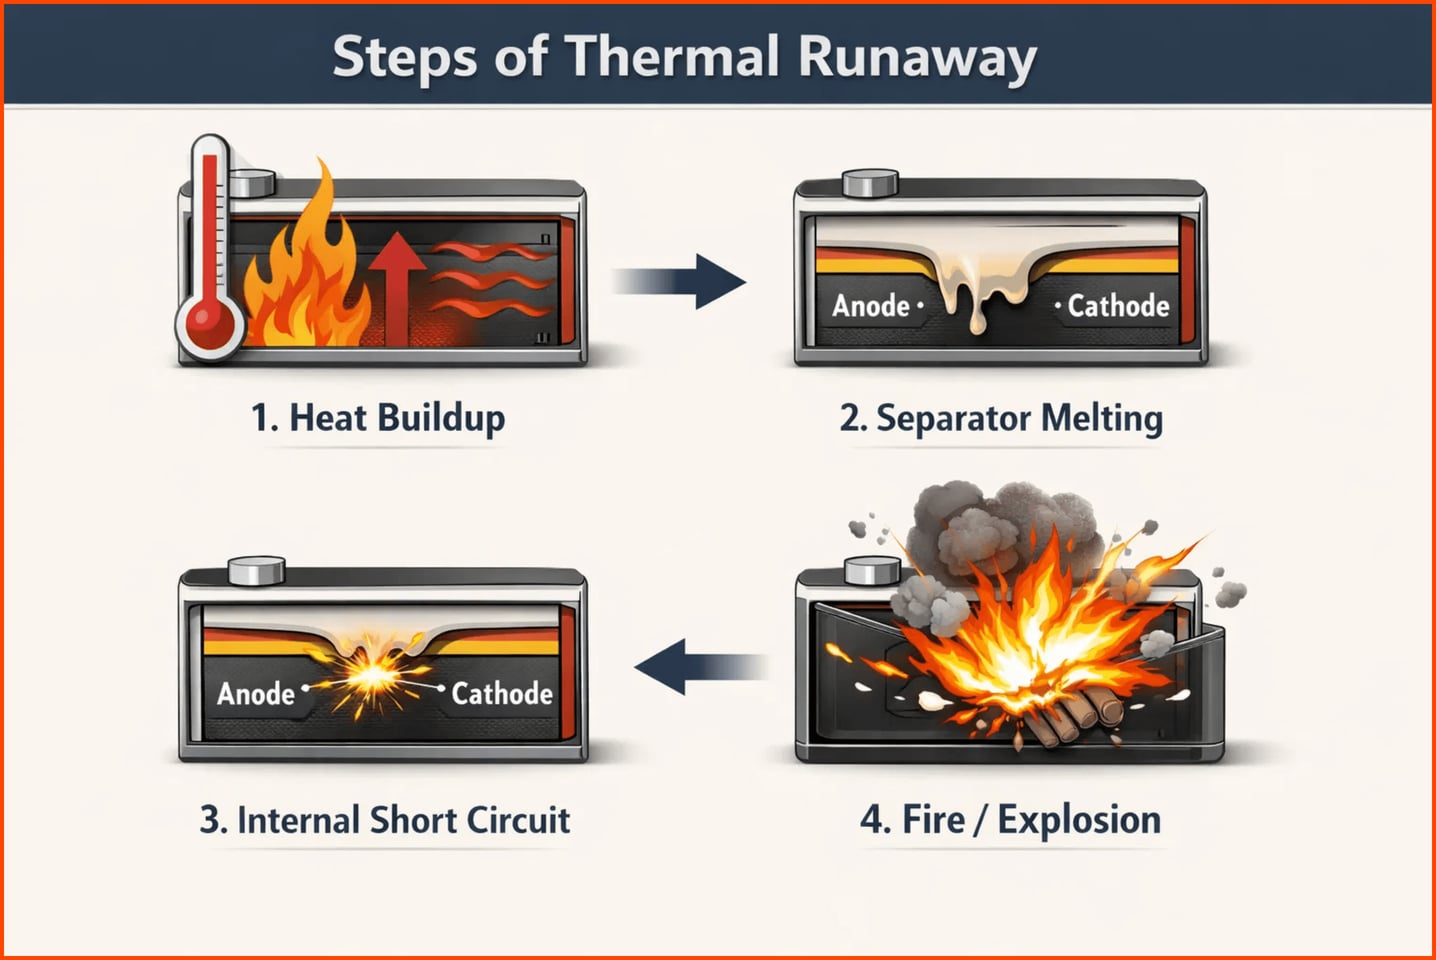 Steps of Thermal Runaway
1. Heat Buildup
Anode
Cathode
2. Separator Melting
Anode
Cathode
3. Internal Short Circuit
4. Fire / Explosion